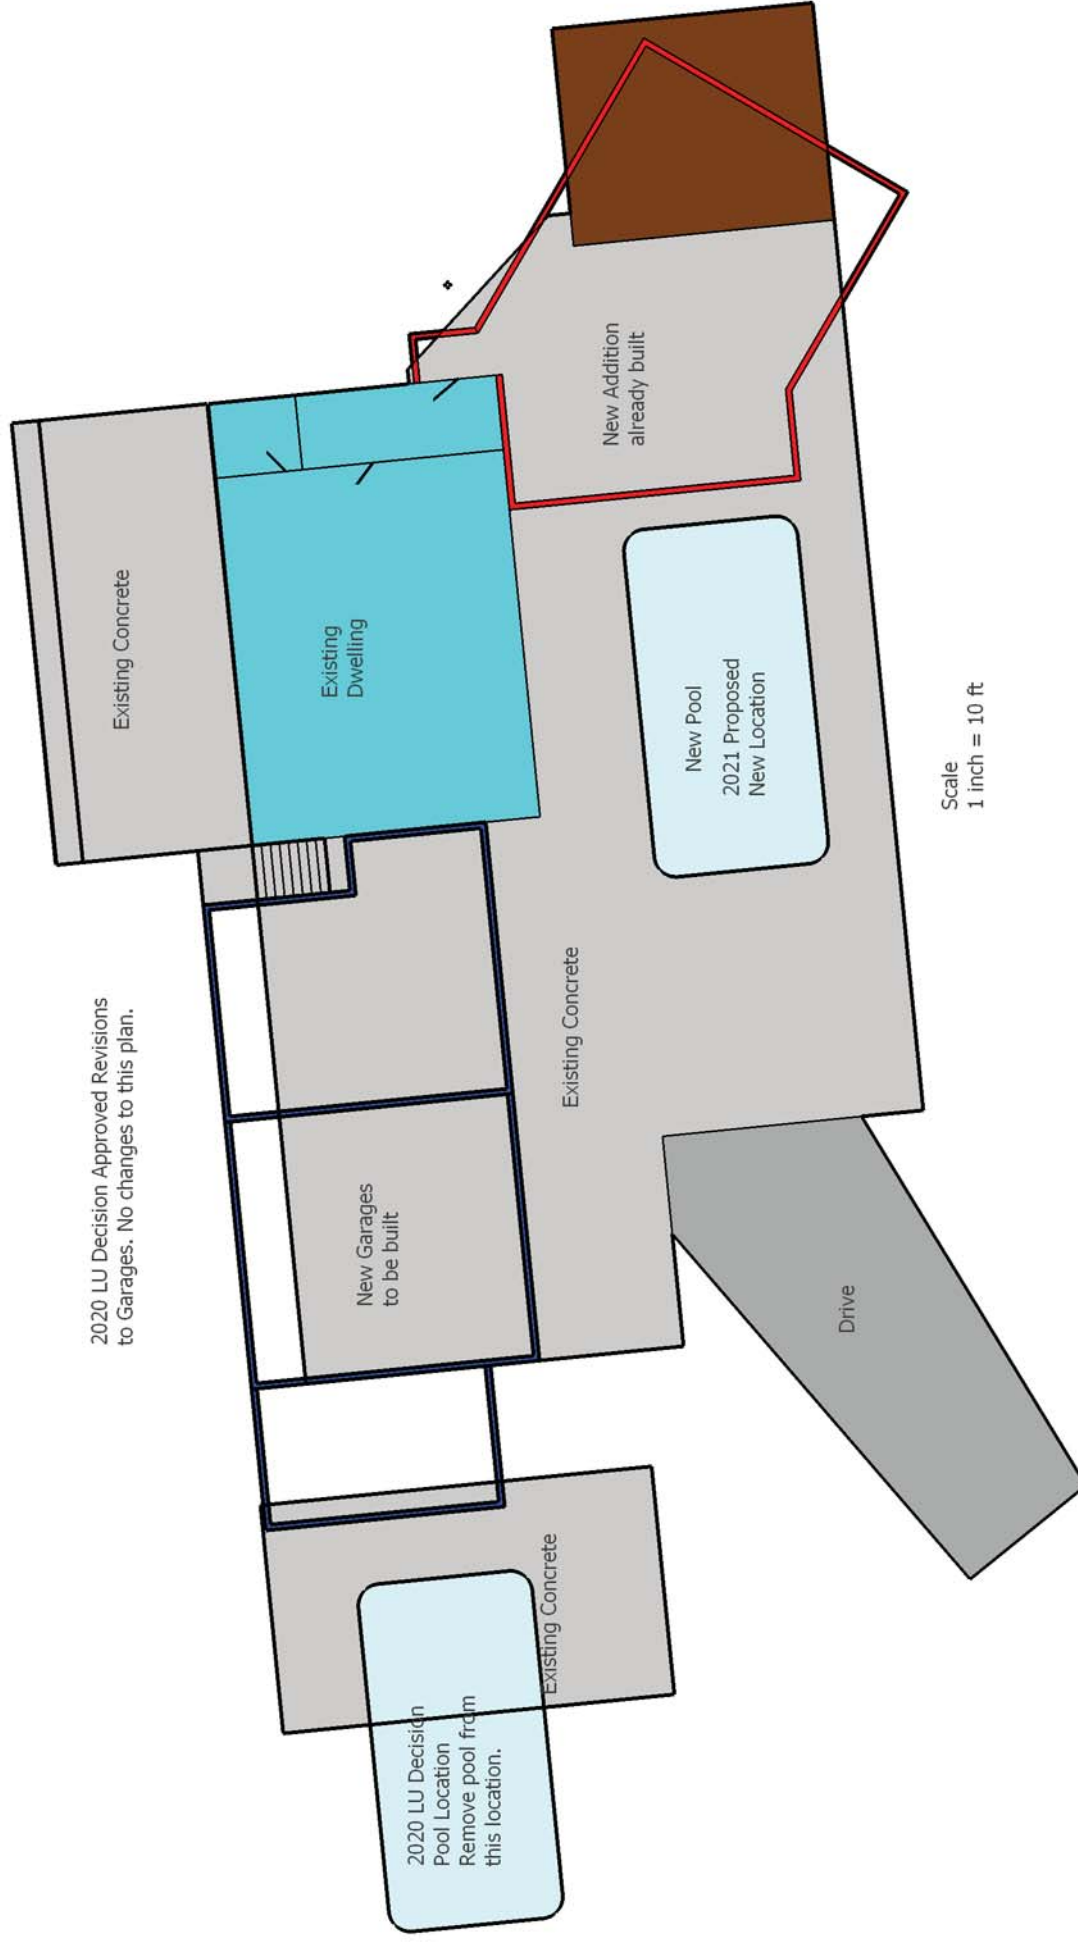 2020 LU Decision Approved Revisions
to Garages. No changes to this plan.
Existing Concrete
Existing
Dwelling
New Addition
already built
New Garages
to be built
Existing Concrete
New Pool
2021 Proposed
New Location
2020 LU Decision
Pool Location
Remove pool from
this location.
Existing Concrete
Drive
Scale
1 inch = 10 ft